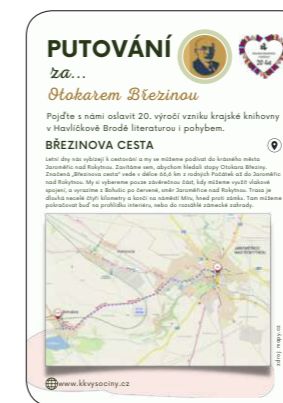 PUTOVÁNÍ
za...
Otokarem Březinou
20 let
Pojďte s námi oslavit 20. výročí vzniku krajské knihovny
v Havlíčkově Brodě literaturou i pohybem.
BŘEZINOVA CESTA
Letní dny nás vybízejí k cestování a my se můžeme podívat do krásného města
Jaroměřic nad Rokytnou. Zavítáme sem, abychom hledali stopy Otokara Březiny.
Značená „Březinova cesta" vede v délce 66,6 km z rodných Počátek až do Jaroměřic
nad Rokytnou. My si vybereme pouze závěrečnou část, kdy můžeme využít vlakové
spojení, a vyrazíme z Bohušic po červené, směr Jaroměřice nad Rokytnou. Trasa je
dlouhá necelé čtyři kilometry a končí na náměstí Míru, hned proti zámku. Tam můžeme
pokračovat buď na prohlídku interiéru, nebo do rozsáhlé zámecké zahrady.
JAROMĚŘICE
NAD ROKYTNOU
www.kkvysociny.cz